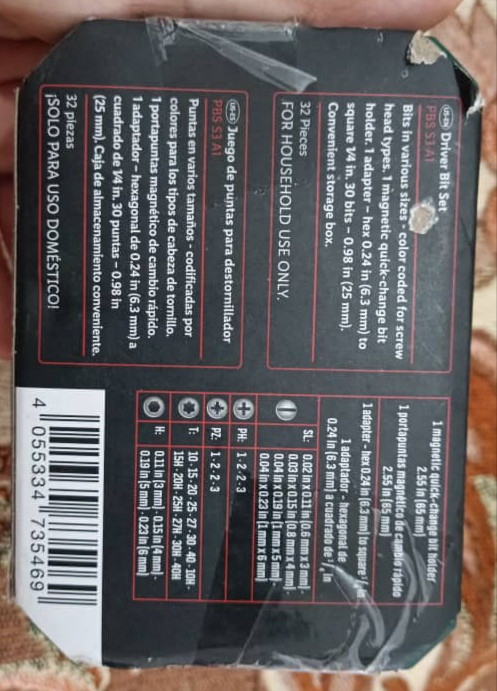 US-EN Driver Bit Set
PBS S3 A1
Bits in various sizes - color coded for screw
head types. 1 magnetic quick-change bit
holder. 1 adapter – hex 0.24 in (6.3 mm) to
square 1/4 in. 30 bits – 0.98 in (25 mm).
Convenient storage box.
32 Pieces
FOR HOUSEHOLD USE ONLY.
US-ES Juego de puntas para destornillador
PBS S3 A1
Puntas en varios tamaños - codificadas por
colores para los tipos de cabeza de tornillo.
1 portapuntas magnético de cambio rápido.
1 adaptador – hexagonal de 0.24 in (6.3 mm) a
cuadrado de 1/4 in. 30 puntas – 0.98 in
(25 mm). Caja de almacenamiento conveniente.
32 piezas
¡SOLO PARA USO DOMÉSTICO!
1 magnetic quick-change bit holder
2.55 in (65 mm)
1 portapuntas magnético de cambio rápido
2.55 in (65 mm)
1 adapter - hex 0.24 in (6.3 mm) to square 1/4 in
1 adaptador - hexagonal de
0.24 in (6.3 mm) a cuadrado de 1/4 in
SL: 0.02 in x 0.11 in (0.6 mm x 3 mm) ·
0.03 in x 0.15 in (0.8 mm x 4 mm) ·
0.04 in x 0.19 in (1 mm x 5 mm) ·
0.04 in x 0.23 in (1 mm x 6 mm)
PH: 1 · 2 · 2 · 3
PZ: 1 · 2 · 2 · 3
T: 10 · 15 · 20 · 25 · 27 · 30 · 40 · 10H ·
15H · 20H · 25H · 27H · 30H · 40H
H: 0.11 in (3 mm) · 0.15 in (4 mm) ·
0.19 in (5 mm) · 0.23 in (6 mm)
4 055334 735469